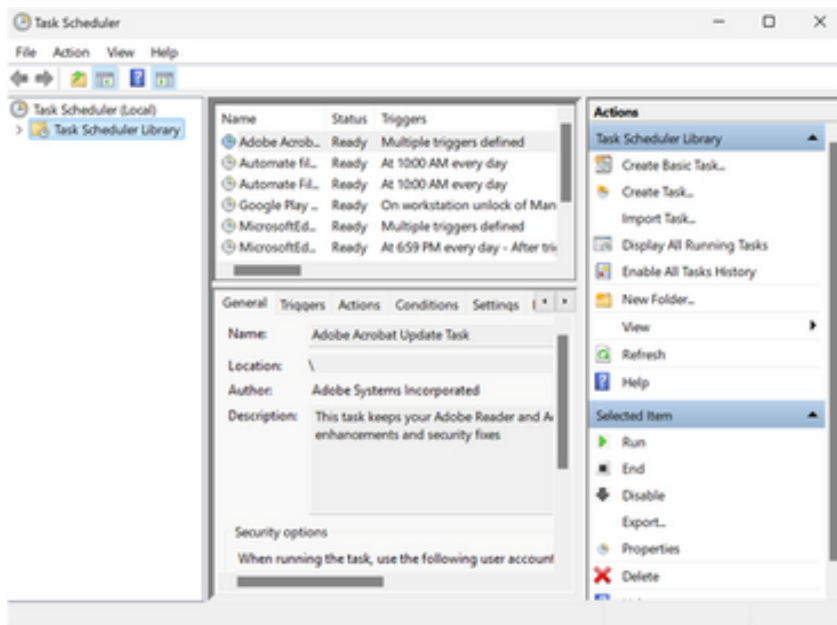 Task Scheduler
File Action View Help
Task Scheduler (Local)
Task Scheduler Library
Name Status Triggers
Adobe Acrob... Ready Multiple triggers defined
Automate fil... Ready At 10:00 AM every day
Automate Fil... Ready At 10:00 AM every day
Google Play ... Ready On workstation unlock of Man
MicrosoftEd... Ready Multiple triggers defined
MicrosoftEd... Ready At 6:59 PM every day - After trig
General Triggers Actions Conditions Settings
Name: Adobe Acrobat Update Task
Location: \
Author: Adobe Systems Incorporated
Description: This task keeps your Adobe Reader and A
enhancements and security fixes
Security options
When running the task, use the following user account
Actions
Task Scheduler Library
Create Basic Task...
Create Task...
Import Task...
Display All Running Tasks
Enable All Tasks History
New Folder...
View
Refresh
Help
Selected Item
Run
End
Disable
Export...
Properties
Delete